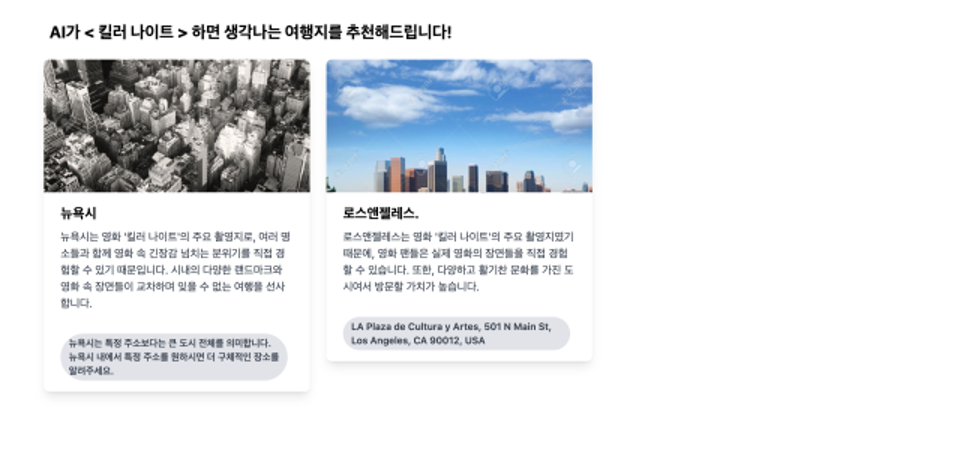 AI가 < 킬러 나이트 > 하면 생각나는 여행지를 추천해드립니다!
뉴욕시
뉴욕시는 영화 '킬러 나이트'의 주요 촬영지로, 여러 명
소들과 함께 영화 속 긴장감 넘치는 분위기를 직접 경
험할 수 있기 때문입니다. 시내의 다양한 랜드마크와
영화 속 장면들이 교차하며 잊을 수 없는 여행을 선사
합니다.
뉴욕시는 특정 주소보다는 큰 도시 전체를 의미합니다.
뉴욕시 내에서 특정 주소를 원하시면 더 구체적인 장소를
알려주세요.
로스앤젤레스.
로스앤젤레스는 영화 '킬러 나이트'의 주요 촬영지였기
때문에, 영화 팬들은 실제 영화의 장면들을 직접 경험
할 수 있습니다. 또한, 다양하고 활기찬 문화를 가진 도
시여서 방문할 가치가 높습니다.
LA Plaza de Cultura y Artes, 501 N Main St,
Los Angeles, CA 90012, USA